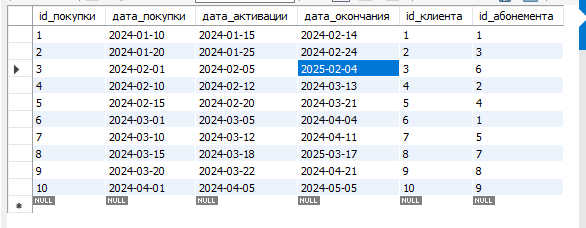 id_покупки дата_покупки дата_активации дата_окончания id_клиента id_абонемента
1 2024-01-10 2024-01-15 2024-02-14 1 1
2 2024-01-20 2024-01-25 2024-02-24 2 3
3 2024-02-01 2024-02-05 2025-02-04 3 6
4 2024-02-10 2024-02-12 2024-03-13 4 2
5 2024-02-15 2024-02-20 2024-03-21 5 4
6 2024-03-01 2024-03-05 2024-04-04 6 1
7 2024-03-10 2024-03-12 2024-04-11 7 5
8 2024-03-15 2024-03-18 2025-03-17 8 7
9 2024-03-20 2024-03-22 2024-04-21 9 8
10 2024-04-01 2024-04-05 2024-05-05 10 9
NULL NULL NULL NULL NULL NULL